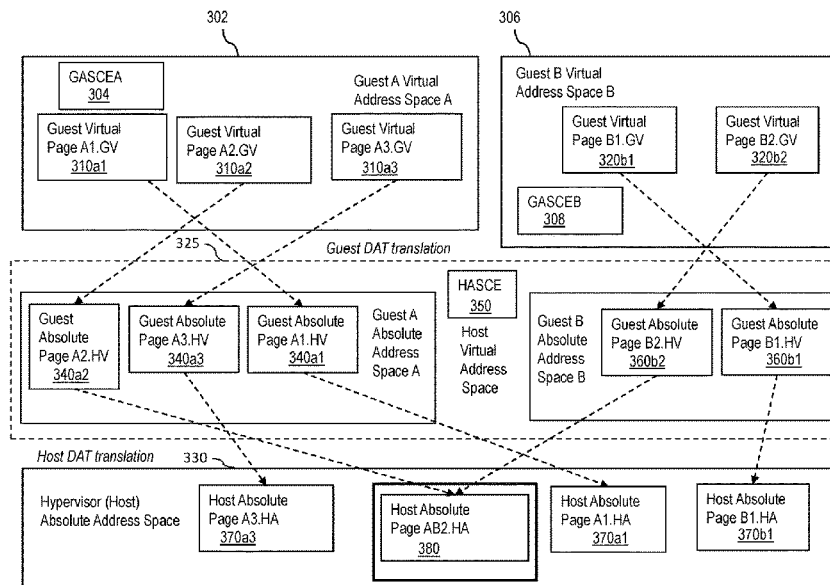 302
306
GASCEA
304
Guest A Virtual
Address Space A
Guest Virtual
Page A1.GV
310a1
Guest Virtual
Page A2.GV
310a2
Guest Virtual
Page A3.GV
310a3
Guest B Virtual
Address Space B
Guest Virtual
Page B1.GV
320b1
Guest Virtual
Page B2.GV
320b2
GASCEB
308
325
Guest DAT translation
Guest
Absolute
Page A2.HV
340a2
Guest Absolute
Page A3.HV
340a3
Guest Absolute
Page A1.HV
340a1
Guest A
Absolute
Address
Space A
HASCE
350
Host
Virtual
Address
Space
Guest B
Absolute
Address
Space B
Guest Absolute
Page B2.HV
360b2
Guest Absolute
Page B1.HV
360b1
Host DAT translation
330
Hypervisor (Host)
Absolute Address Space
Host Absolute
Page A3.HA
370a3
Host Absolute
Page AB2.HA
380
Host Absolute
Page A1.HA
370a1
Host Absolute
Page B1.HA
370b1